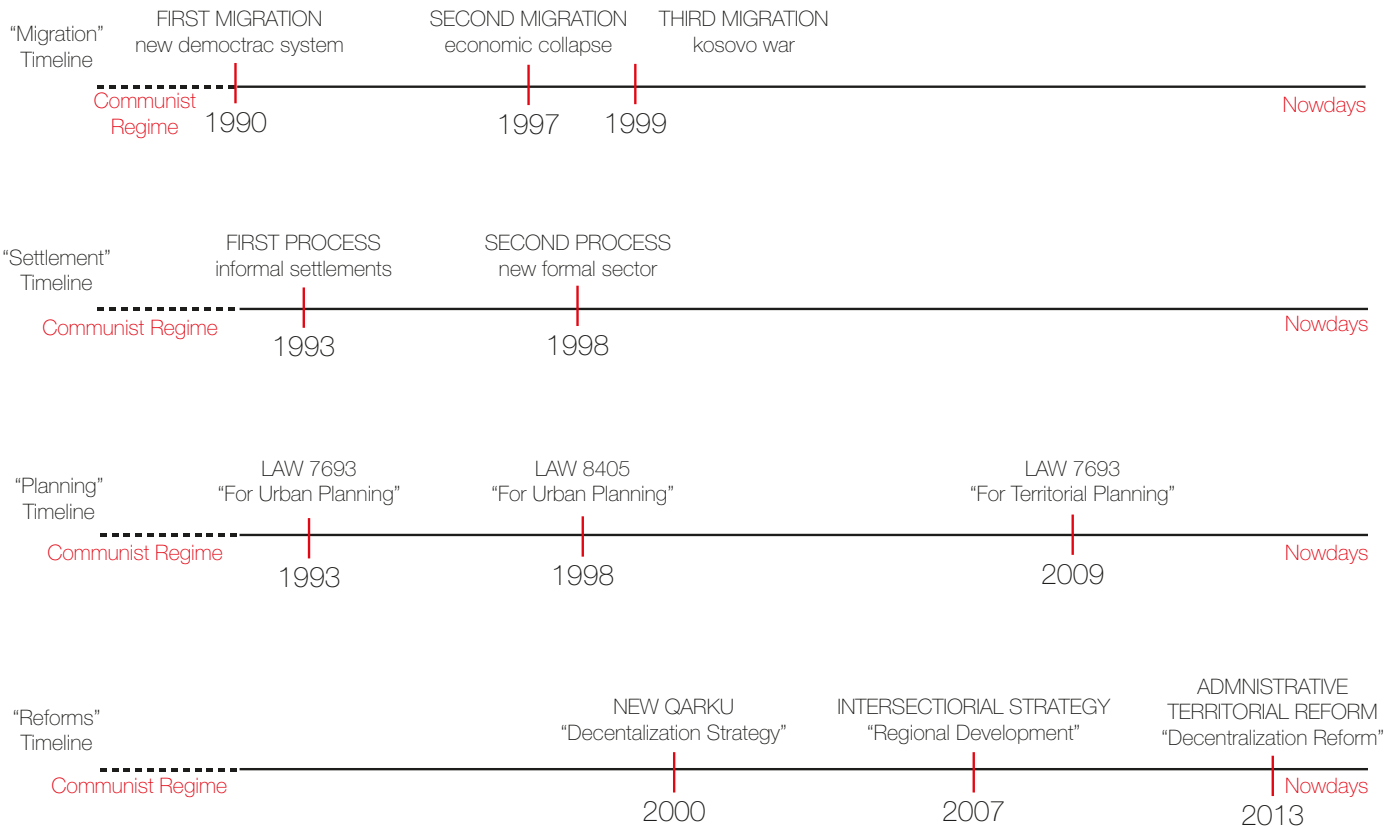 “Migration”
Timeline
FIRST MIGRATION
new democtrac system
SECOND MIGRATION
economic collapse
THIRD MIGRATION
kosovo war
Communist
Regime
1990
1997
1999
Nowdays
“Settlement”
Timeline
FIRST PROCESS
informal settlements
SECOND PROCESS
new formal sector
Communist Regime
1993
1998
Nowdays
“Planning”
Timeline
LAW 7693
“For Urban Planning”
LAW 8405
“For Urban Planning”
LAW 7693
“For Territorial Planning”
Communist Regime
1993
1998
2009
Nowdays
“Reforms”
Timeline
NEW QARKU
“Decentalization Strategy”
INTERSECTIORIAL STRATEGY
“Regional Development”
ADMNISTRATIVE
TERRITORIAL REFORM
“Decentralization Reform”
Communist Regime
2000
2007
2013
Nowdays